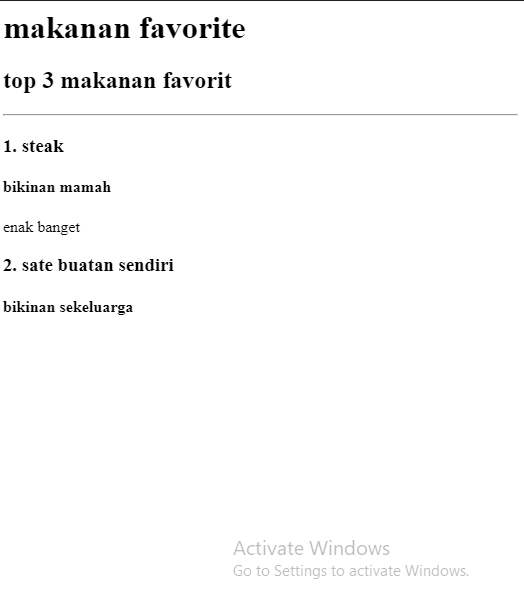 makanan favorite
top 3 makanan favorit
1. steak
bikinan mamah
enak banget
2. sate buatan sendiri
bikinan sekeluarga
Activate Windows
Go to Settings to activate Windows.